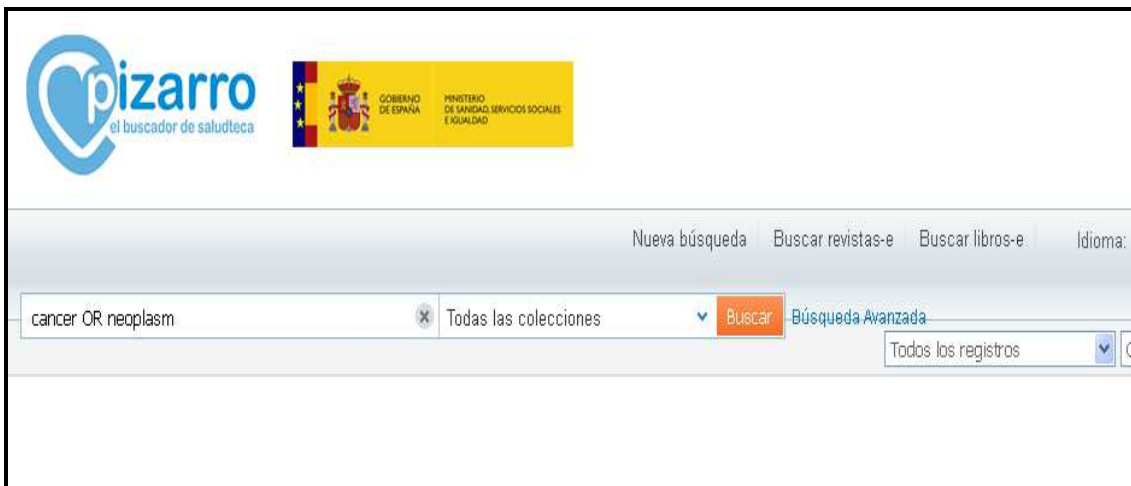 pizarro
el buscador de saludteca
GOBIERNO
DE ESPAÑA
MINISTERIO
DE SANIDAD, SERVICIOS SOCIALES
E IGUALDAD
Nueva búsqueda Buscar revistas-e Buscar libros-e Idioma:
cancer OR neoplasm Todas las colecciones Buscar Búsqueda Avanzada
Todos los registros